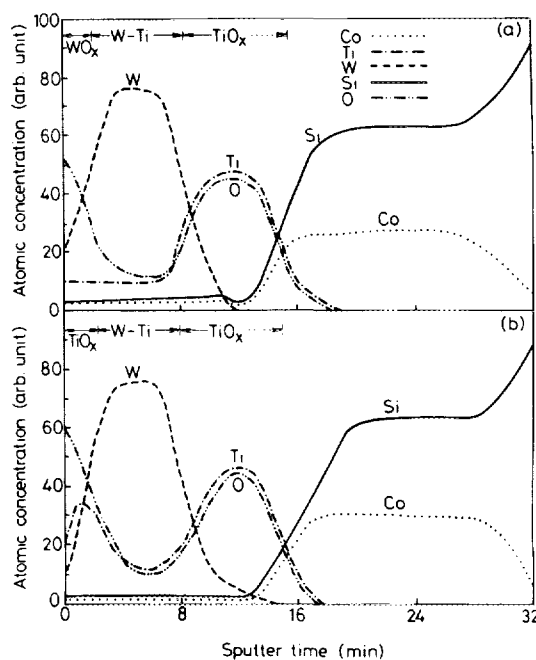 100
80
60
40
20
0
Atomic concentration (arb. unit)
WOx
W-Ti
TiOx
(a)
Co
Ti
W
Si
O
W
Ti
O
Si
Co
80
60
40
20
0
Atomic concentration (arb. unit)
TiOx
W-Ti
TiOx
(b)
W
Ti
O
Si
Co
0
8
16
24
32
Sputter time (min)